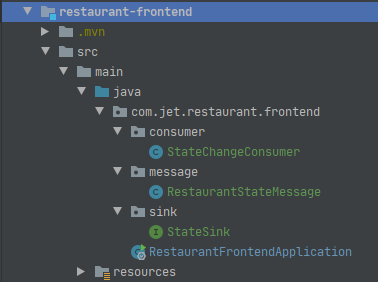 restaurant-frontend
.mvn
src
main
java
com.jet.restaurant.frontend
consumer
StateChangeConsumer
message
RestaurantStateMessage
sink
StateSink
RestaurantFrontendApplication
resources